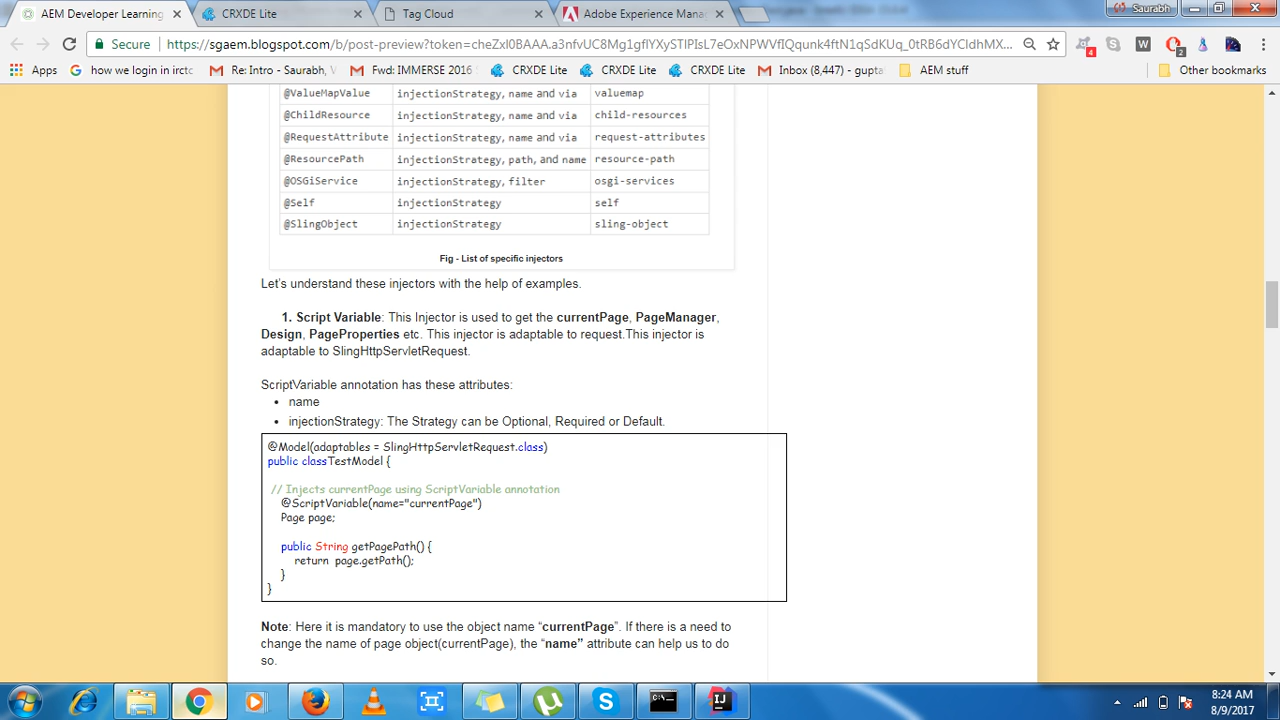 AEM Developer Learning
CRXDE Lite
Tag Cloud
Adobe Experience Mana
Saurabh
Secure
Apps
how we login in irctc
Re: Intro - Saurabh, V
Fwd: IMMERSE 2016
CRXDE Lite
CRXDE Lite
CRXDE Lite
Inbox (8,447) - gupta
AEM stuff
Other bookmarks
@ValueMapValue injectionStrategy, name and via valuemap
@ChildResource injectionStrategy, name and via child-resources
@RequestAttribute injectionStrategy, name and via request-attributes
@ResourcePath injectionStrategy, path, and name resource-path
@OSGiService injectionStrategy, filter osgi-services
@Self injectionStrategy self
@SlingObject injectionStrategy sling-object
Fig - List of specific injectors
Let's understand these injectors with the help of examples.
1. Script Variable: This Injector is used to get the currentPage, PageManager,
Design, PageProperties etc. This injector is adaptable to request.This injector is
adaptable to SlingHttpServletRequest.
ScriptVariable annotation has these attributes:
• name
• injectionStrategy: The Strategy can be Optional, Required or Default.
@Model(adaptables = SlingHttpServletRequest.class)
public classTestModel {
// Injects currentPage using ScriptVariable annotation
@ScriptVariable(name="currentPage")
Page page;
public String getPagePath() {
return page.getPath();
}
}
Note: Here it is mandatory to use the object name “currentPage”. If there is a need to
change the name of page object(currentPage), the “name” attribute can help us to do
so.
8:24 AM
8/9/2017